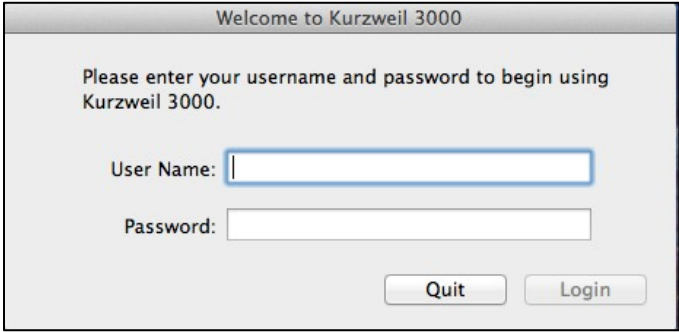 Welcome to Kurzweil 3000
Please enter your username and password to begin using
Kurzweil 3000.
User Name:
Password:
Quit Login